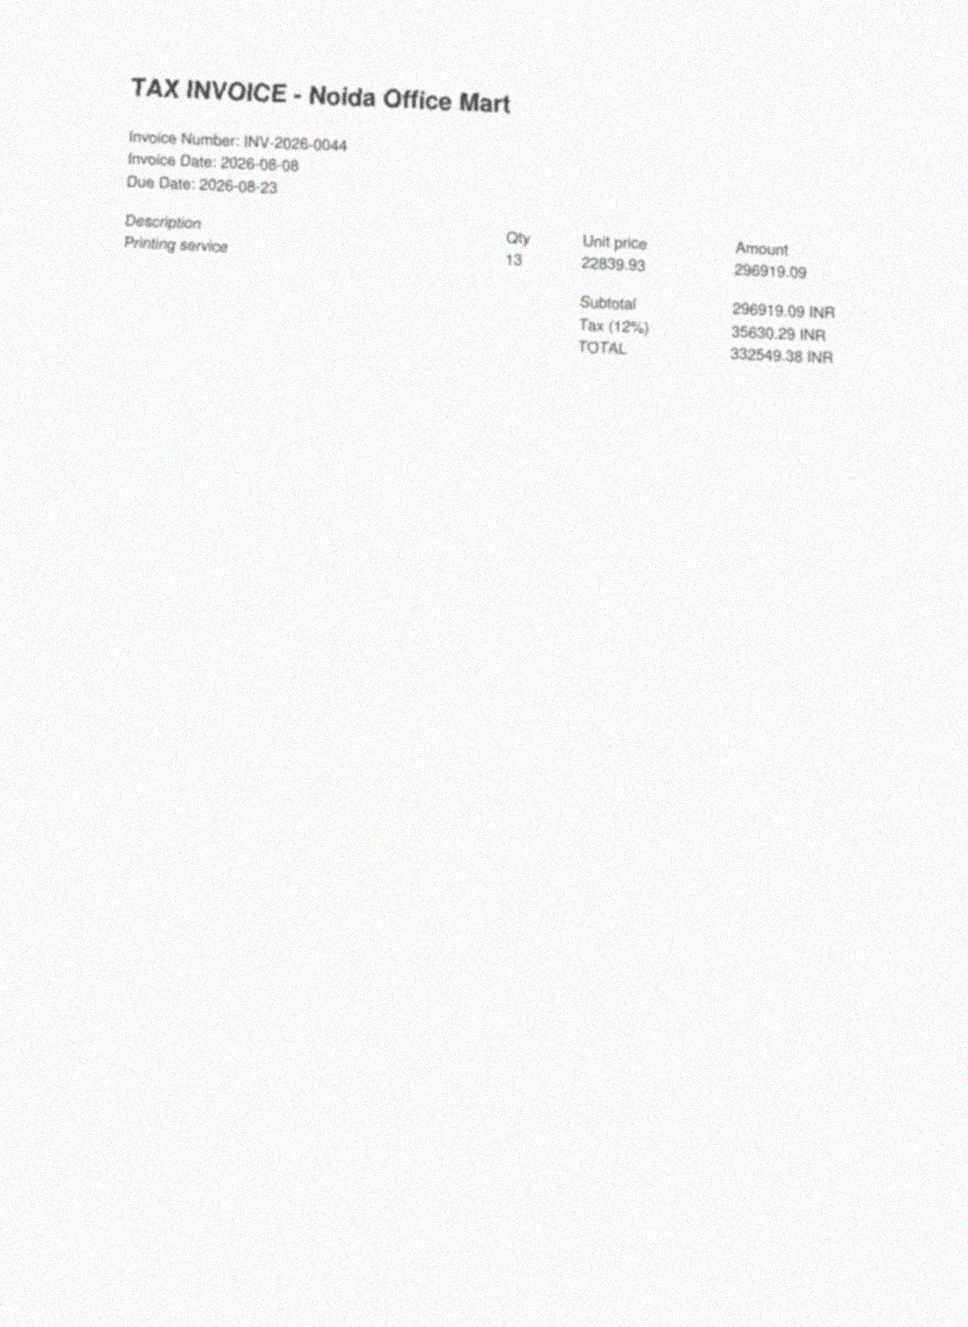 TAX INVOICE - Noida Office Mart
Invoice Number: INV-2026-0044
Invoice Date: 2026-08-08
Due Date: 2026-08-23
Description Qty Unit price Amount
Printing service 13 22839.93 296919.09
Subtotal 296919.09 INR
Tax (12%) 35630.29 INR
TOTAL 332549.38 INR